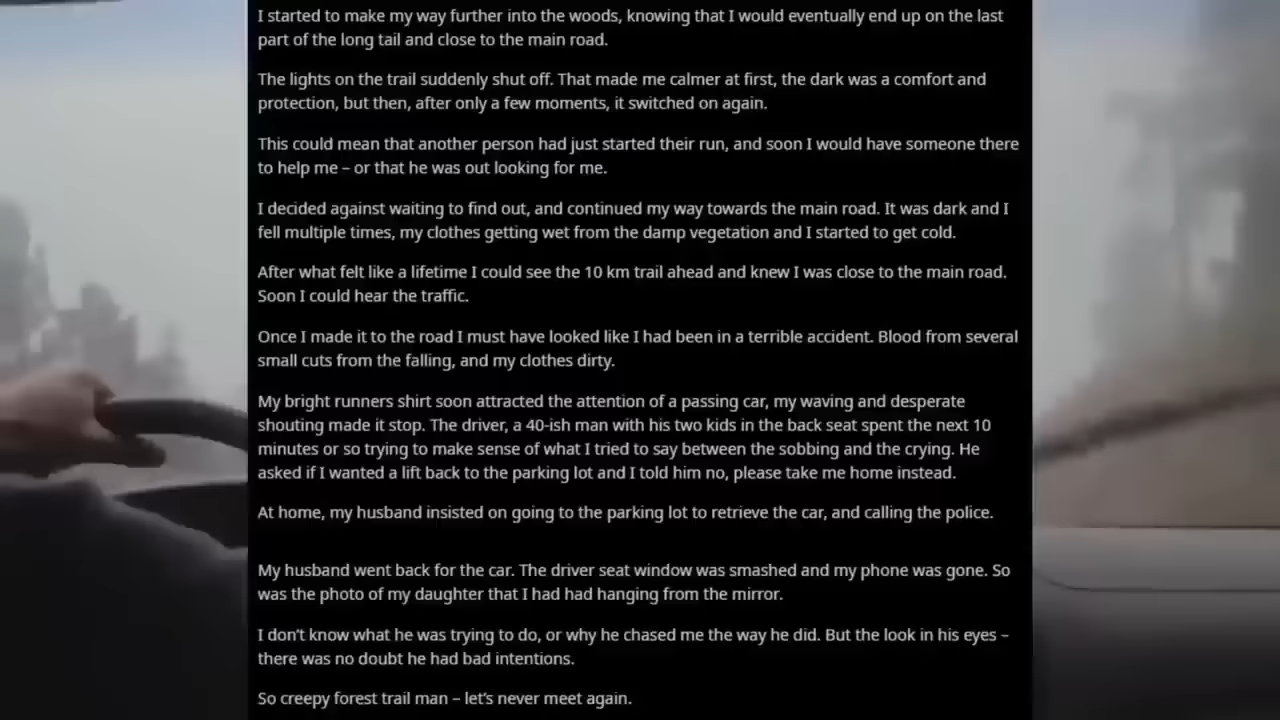 I started to make my way further into the woods, knowing that I would eventually end up on the last
part of the long tail and close to the main road.
The lights on the trail suddenly shut off. That made me calmer at first, the dark was a comfort and
protection, but then, after only a few moments, it switched on again.
This could mean that another person had just started their run, and soon I would have someone there
to help me – or that he was out looking for me.
I decided against waiting to find out, and continued my way towards the main road. It was dark and I
fell multiple times, my clothes getting wet from the damp vegetation and I started to get cold.
After what felt like a lifetime I could see the 10 km trail ahead and knew I was close to the main road.
Soon I could hear the traffic.
Once I made it to the road I must have looked like I had been in a terrible accident. Blood from several
small cuts from the falling, and my clothes dirty.
My bright runners shirt soon attracted the attention of a passing car, my waving and desperate
shouting made it stop. The driver, a 40-ish man with his two kids in the back seat spent the next 10
minutes or so trying to make sense of what I tried to say between the sobbing and the crying. He
asked if I wanted a lift back to the parking lot and I told him no, please take me home instead.
At home, my husband insisted on going to the parking lot to retrieve the car, and calling the police.
My husband went back for the car. The driver seat window was smashed and my phone was gone. So
was the photo of my daughter that I had had hanging from the mirror.
I don't know what he was trying to do, or why he chased me the way he did. But the look in his eyes –
there was no doubt he had bad intentions.
So creepy forest trail man – let's never meet again.